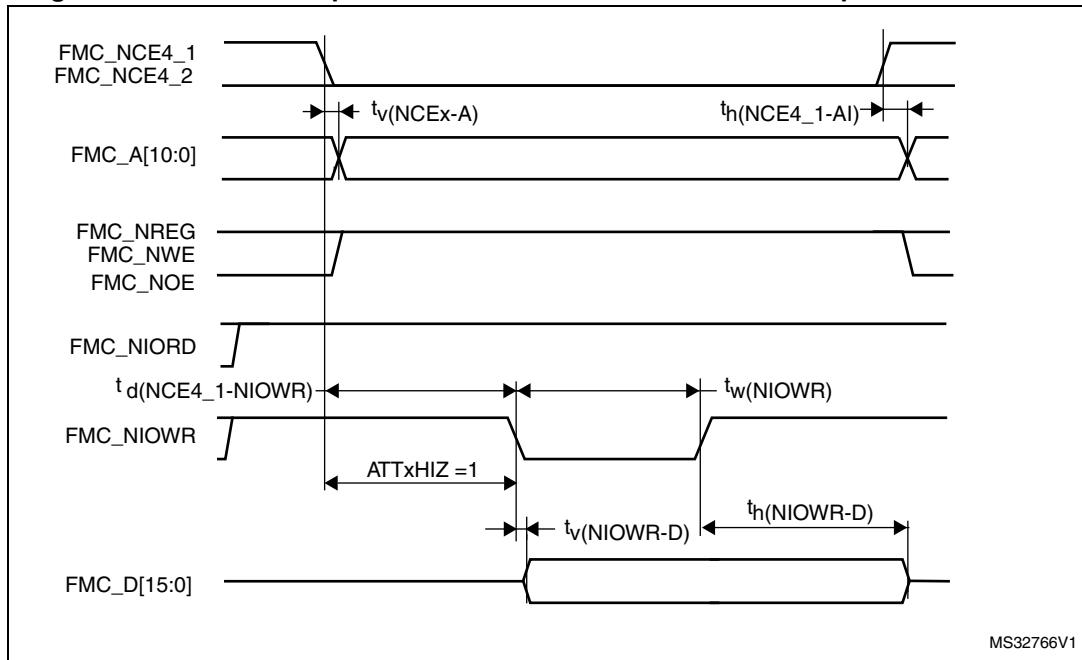 FMC_NCE4_1
FMC_NCE4_2
tv(NCEx-A)
th(NCE4_1-AI)
FMC_A[10:0]
FMC_NREG
FMC_NWE
FMC_NOE
FMC_NIORD
td(NCE4_1-NIOWR)
tw(NIOWR)
FMC_NIOWR
ATTxHIZ =1
th(NIOWR-D)
tv(NIOWR-D)
FMC_D[15:0]
MS32766V1